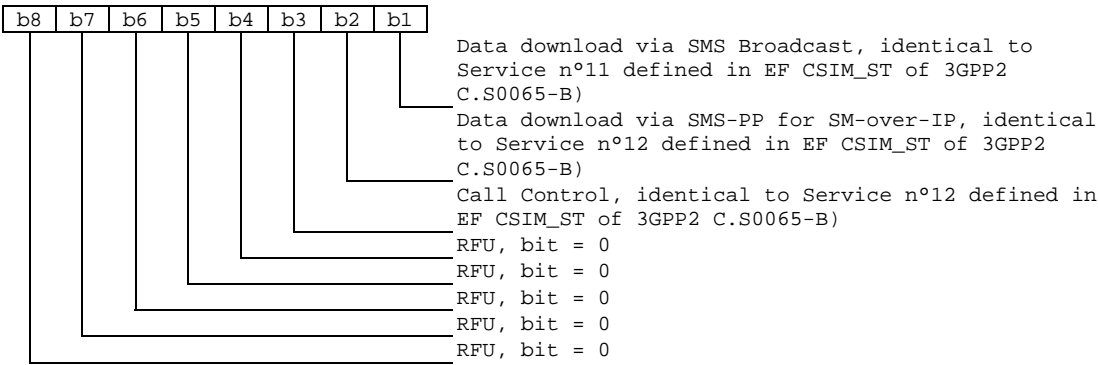 b8 b7 b6 b5 b4 b3 b2 b1
Data download via SMS Broadcast, identical to
Service n°11 defined in EF CSIM_ST of 3GPP2
C.S0065-B)
Data download via SMS-PP for SM-over-IP, identical
to Service n°12 defined in EF CSIM_ST of 3GPP2
C.S0065-B)
Call Control, identical to Service n°12 defined in
EF CSIM_ST of 3GPP2 C.S0065-B)
RFU, bit = 0
RFU, bit = 0
RFU, bit = 0
RFU, bit = 0
RFU, bit = 0